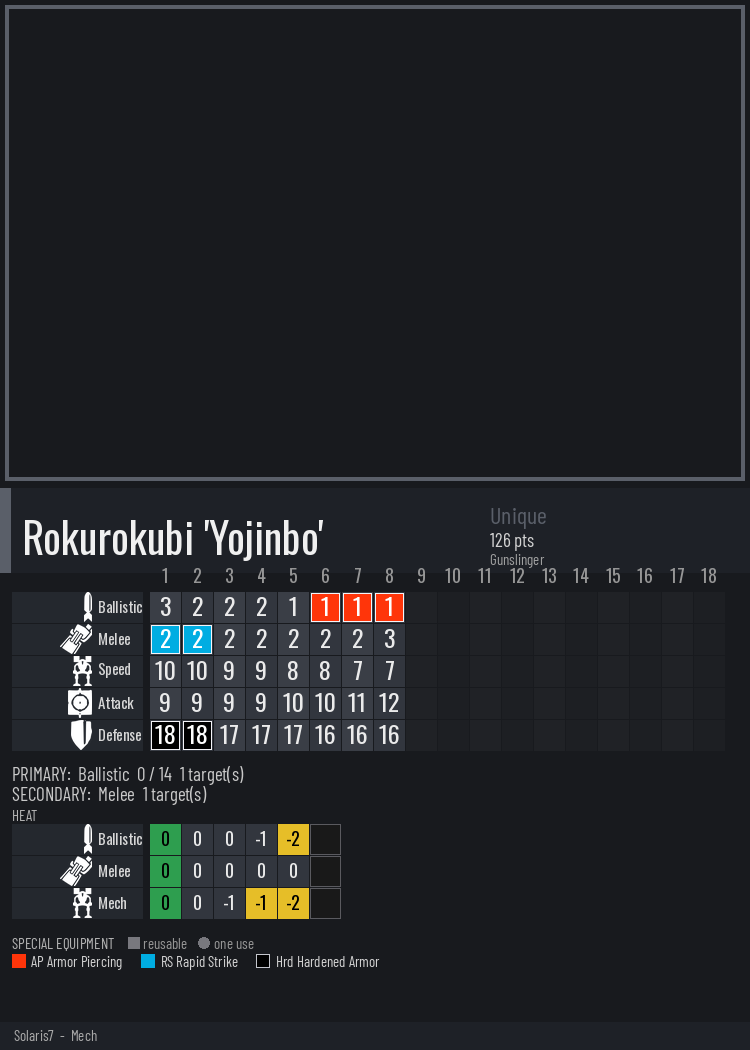 Rokurokubi 'Yojinbo'
Unique
126 pts
Gunslinger
1 2 3 4 5 6 7 8 9 10 11 12 13 14 15 16 17 18
Ballistic 3 2 2 2 1 1 1 1
Melee 2 2 2 2 2 2 2 3
Speed 10 10 9 9 8 8 7 7
Attack 9 9 9 9 10 10 11 12
Defense 18 18 17 17 17 16 16 16
PRIMARY: Ballistic 0 / 14 1 target(s)
SECONDARY: Melee 1 target(s)
HEAT
Ballistic 0 0 0 -1 -2
Melee 0 0 0 0 0
Mech 0 0 -1 -1 -2
SPECIAL EQUIPMENT reusable one use
AP Armor Piercing RS Rapid Strike Hrd Hardened Armor
Solaris7 - Mech